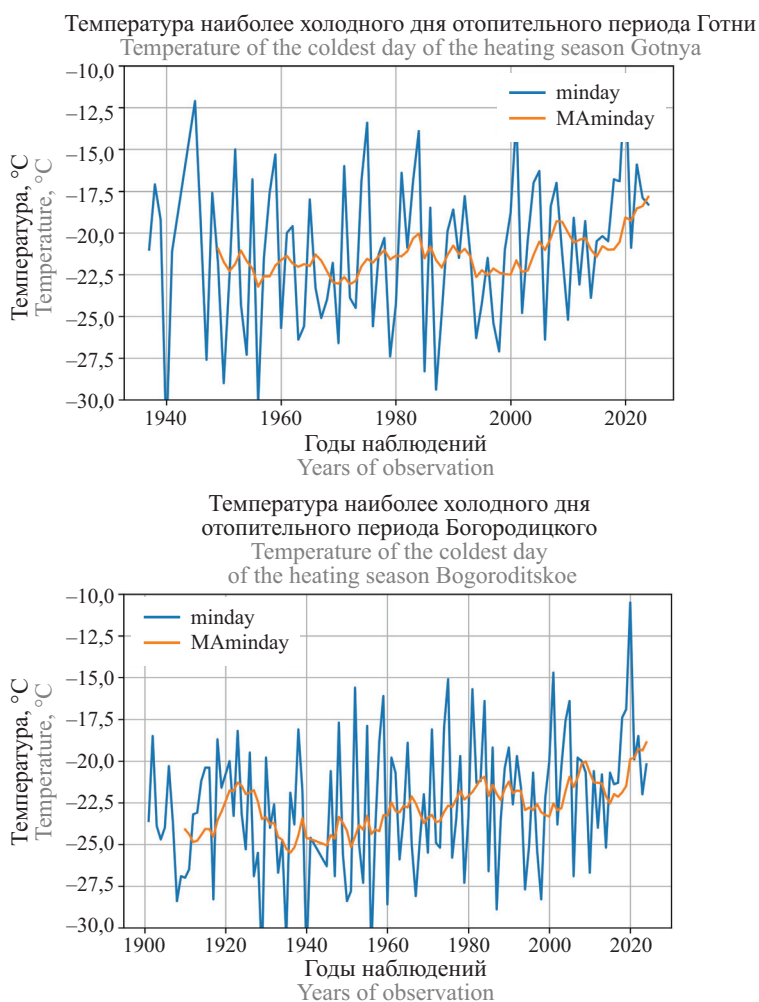 Температура наиболее холодного дня отопительного периода Готни
Temperature of the coldest day of the heating season Gotnya
–10,0
–12,5
–15,0
–17,5
–20,0
–22,5
–25,0
–27,5
–30,0
Температура, °C
Temperature, °C
minday
MAminday
1940
1960
1980
2000
2020
Годы наблюдений
Years of observation
Температура наиболее холодного дня
отопительного периода Богородицкого
Temperature of the coldest day
of the heating season Bogoroditskoe
–10,0
–12,5
–15,0
–17,5
–20,0
–22,5
–25,0
–27,5
–30,0
Температура, °C
Temperature, °C
minday
MAminday
1900
1920
1940
1960
1980
2000
2020
Годы наблюдений
Years of observation